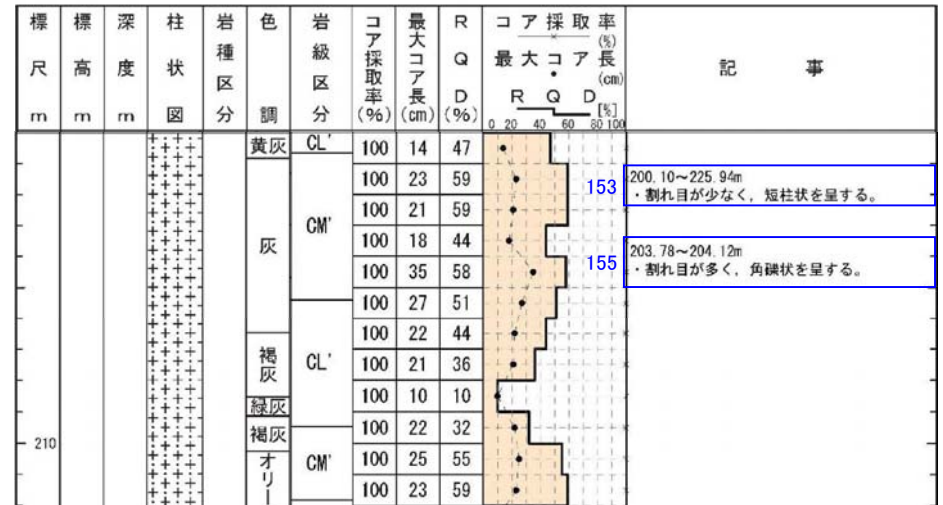 標尺 m
標高 m
深度 m
柱状図
岩種区分
色調
岩級区分
コア採取率(%)
最大コア長(cm)
RQD(%)
コア採取率(%)
最大コア長(cm)
RQD[%]
0 20 40 60 80 100
記事
黄灰 CL' 100 14 47
100 23 59
153 200.10~225.94m
・割れ目が少なく,短柱状を呈する。
灰 CM' 100 21 59
100 18 44
155 203.78~204.12m
・割れ目が多く,角礫状を呈する。
100 35 58
100 27 51
100 22 44
褐灰 CL' 100 21 36
緑灰 100 10 10
210 褐灰 100 22 32
オリー CM' 100 25 55
100 23 59